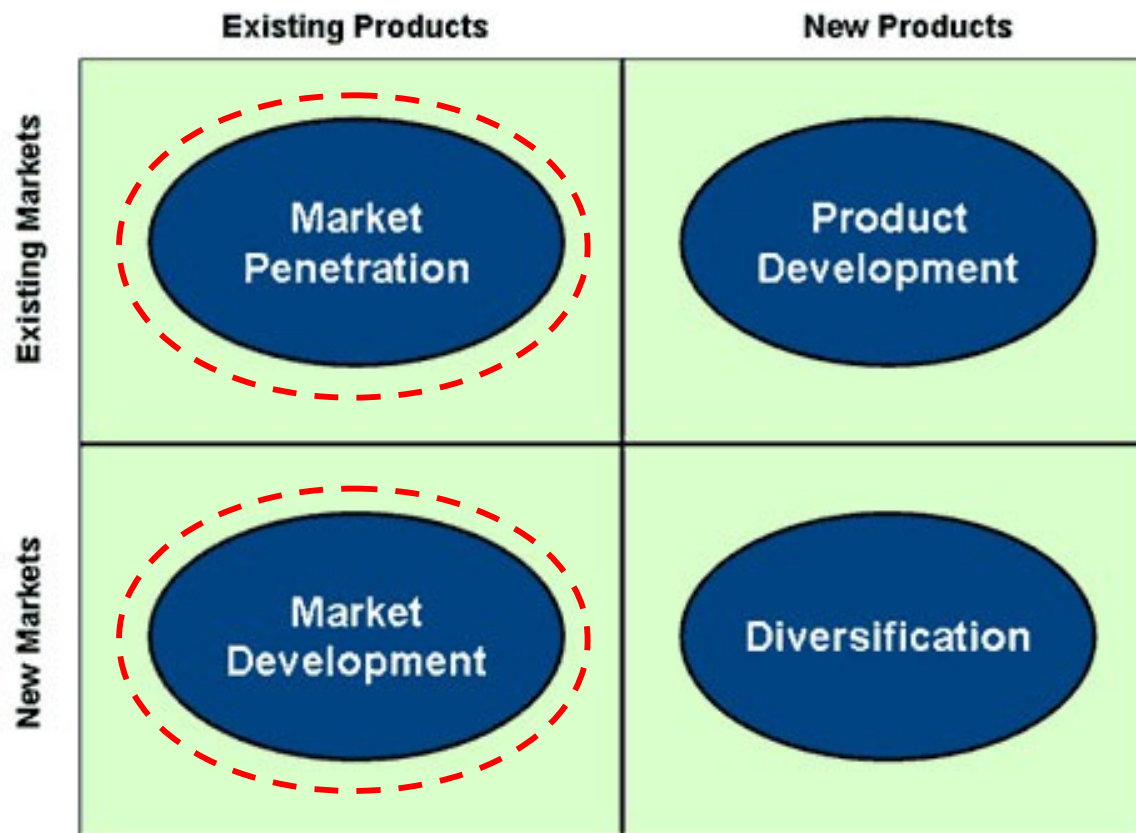 Existing Products
New Products
Existing Markets
Market
Penetration
Product
Development
New Markets
Market
Development
Diversification